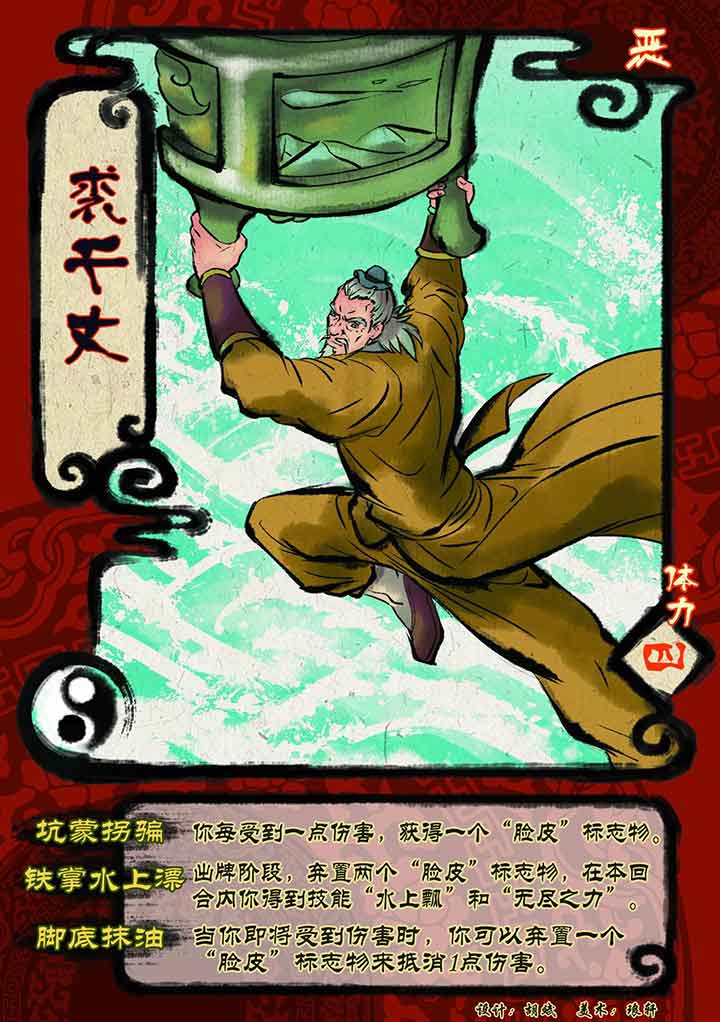 恶
裘千丈
体力
四
坑蒙拐骗
你每受到一点伤害，获得一个“脸皮”标志物。
铁掌水上漂
出牌阶段，弃置两个“脸皮”标志物，在本回
合内你得到技能“水上瓢”和“无尽之力”。
脚底抹油
当你即将受到伤害时，你可以弃置一个
“脸皮”标志物来抵消1点伤害。
设计：胡斌 美术：琅轩